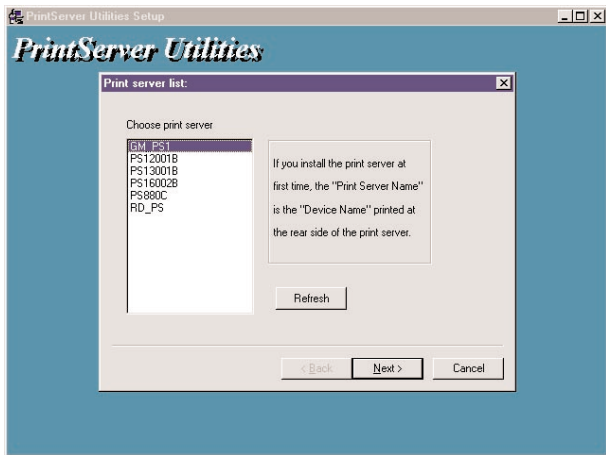 PrintServer Utilities Setup
PrintServer Utilities
Print server list:
Choose print server
GM_PS1
PS12001B
PS13001B
PS16002B
PS880C
RD_PS
If you install the print server at
first time, the "Print Server Name"
is the "Device Name" printed at
the rear side of the print server.
Refresh
< Back
Next >
Cancel